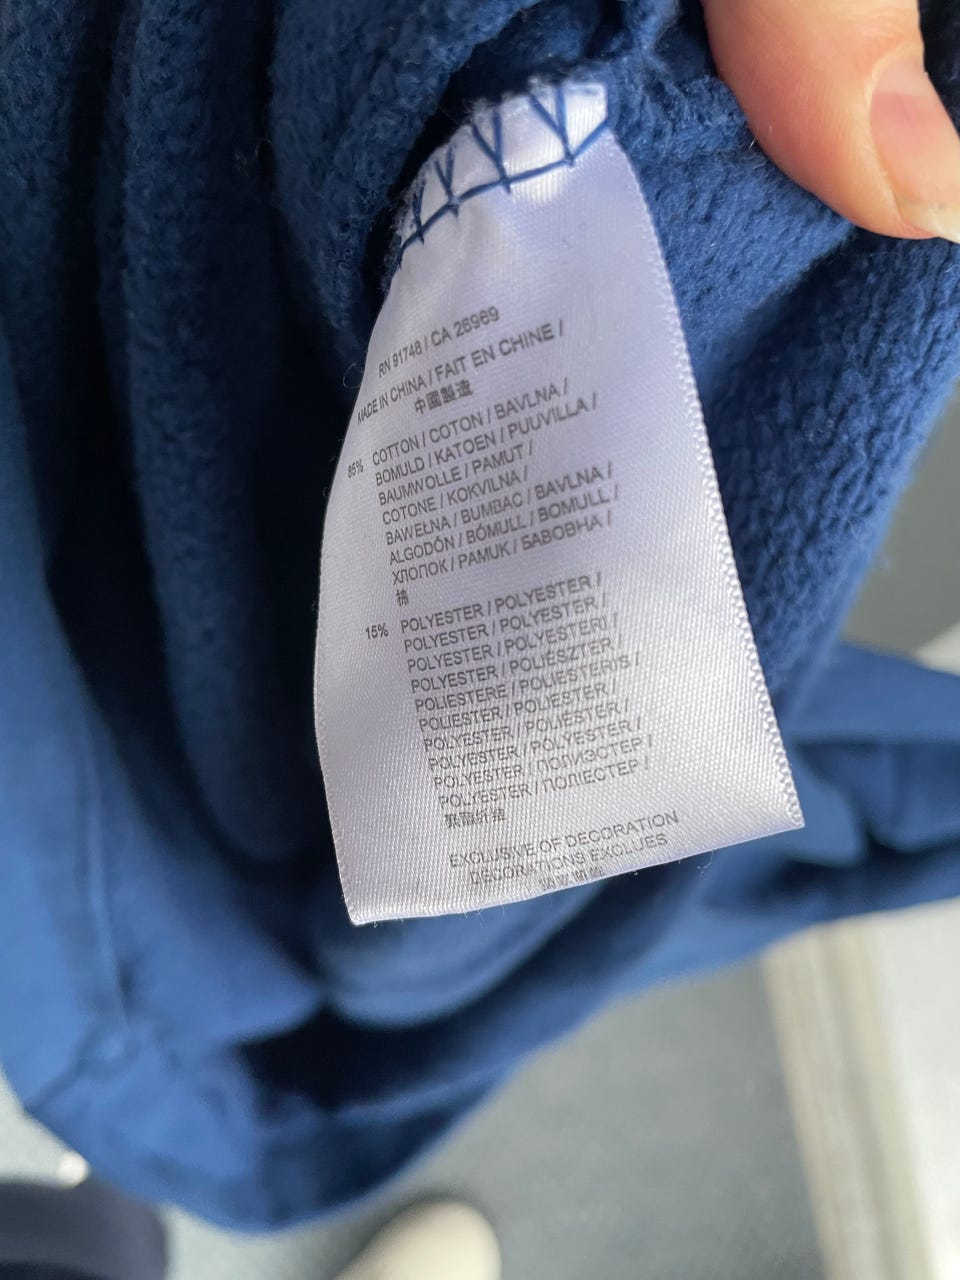 RN 91748 / CA 26969
MADE IN CHINA / FAIT EN CHINE /
中國製造
85% COTTON / COTON / BAVLNA /
BOMULD / KATOEN / PUUVILLA /
BAUMWOLLE / PAMUT /
COTONE / KOKVILNA /
BAWEŁNA / BUMBAC / BAVLNA /
ALGODÓN / BÓMULL / BOMULL /
ХЛОПОК / PAMUK / БАВОВНА /
棉
15% POLYESTER / POLYESTER /
POLYESTER / POLYESTER /
POLYESTER / POLYESTERI /
POLYESTER / POLIÉSZTER /
POLIESTERE / POLIESTERIS /
POLIESTER / POLYESTER /
POLYESTER / POLIÉSTER /
POLYESTER / POLYESTER /
POLYESTER / ПОЛИЭСТЕР /
POLYESTER / ПОЛІЕСТЕР /
聚酯纤维
EXCLUSIVE OF DECORATION
DECORATIONS EXCLUES